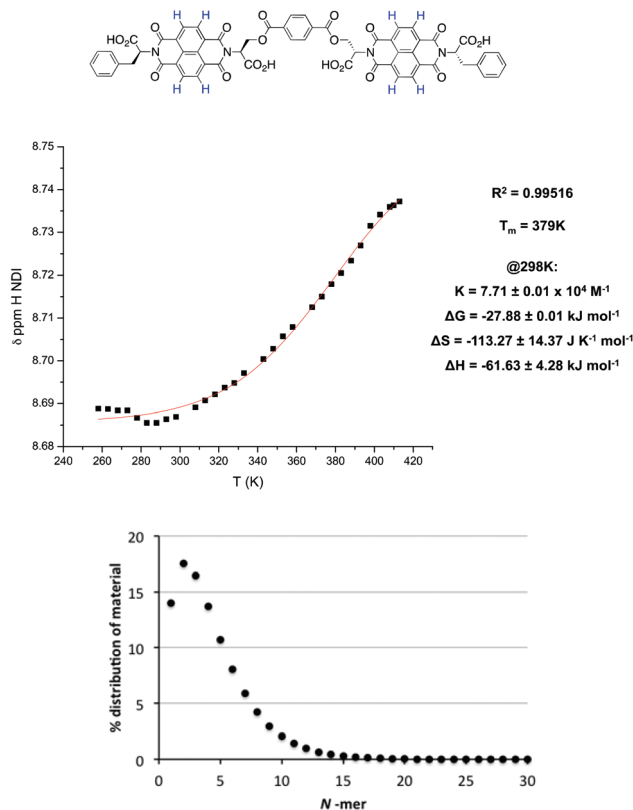 O O O O
HO₂C O O CO₂H
N N N N
O O CO₂H HO₂C O O
H H H H
H H H H
8.75
8.74
8.73
8.72
8.71
8.70
8.69
8.68
δ ppm H NDI
240 260 280 300 320 340 360 380 400 420
T (K)
R² = 0.99516
Tₘ = 379K
@298K:
K = 7.71 ± 0.01 x 10⁴ M⁻¹
ΔG = -27.88 ± 0.01 kJ mol⁻¹
ΔS = -113.27 ± 14.37 J K⁻¹ mol⁻¹
ΔH = -61.63 ± 4.28 kJ mol⁻¹
20
15
10
5
0
% distribution of material
0 5 10 15 20 25 30
N -mer